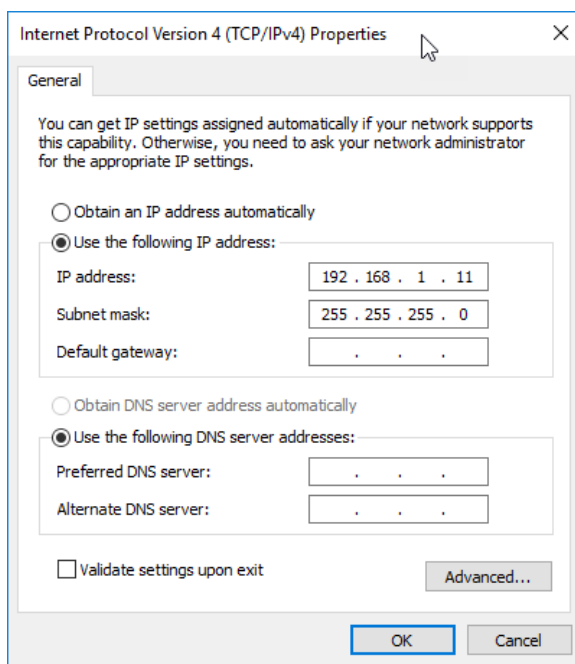 Internet Protocol Version 4 (TCP/IPv4) Properties
General
You can get IP settings assigned automatically if your network supports
this capability. Otherwise, you need to ask your network administrator
for the appropriate IP settings.
Obtain an IP address automatically
Use the following IP address:
IP address: 192 . 168 . 1 . 11
Subnet mask: 255 . 255 . 255 . 0
Default gateway: . . .
Obtain DNS server address automatically
Use the following DNS server addresses:
Preferred DNS server: . . .
Alternate DNS server: . . .
Validate settings upon exit
Advanced...
OK Cancel